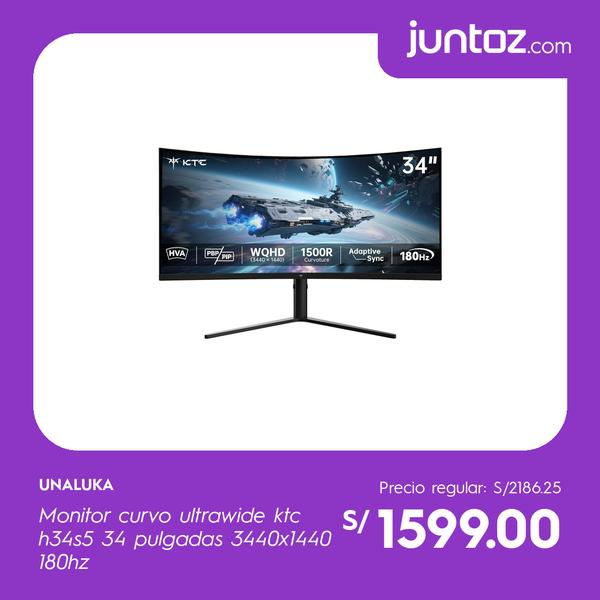 juntoz.com
KTC
34"
HVA
PBP/PIP
WQHD
(3440 × 1440)
1500R
Curvature
Adaptive
Sync
180Hz
UNALUKA
Precio regular: S/2186.25
Monitor curvo ultrawide ktc
h34s5 34 pulgadas 3440x1440
180hz
S/1599.00